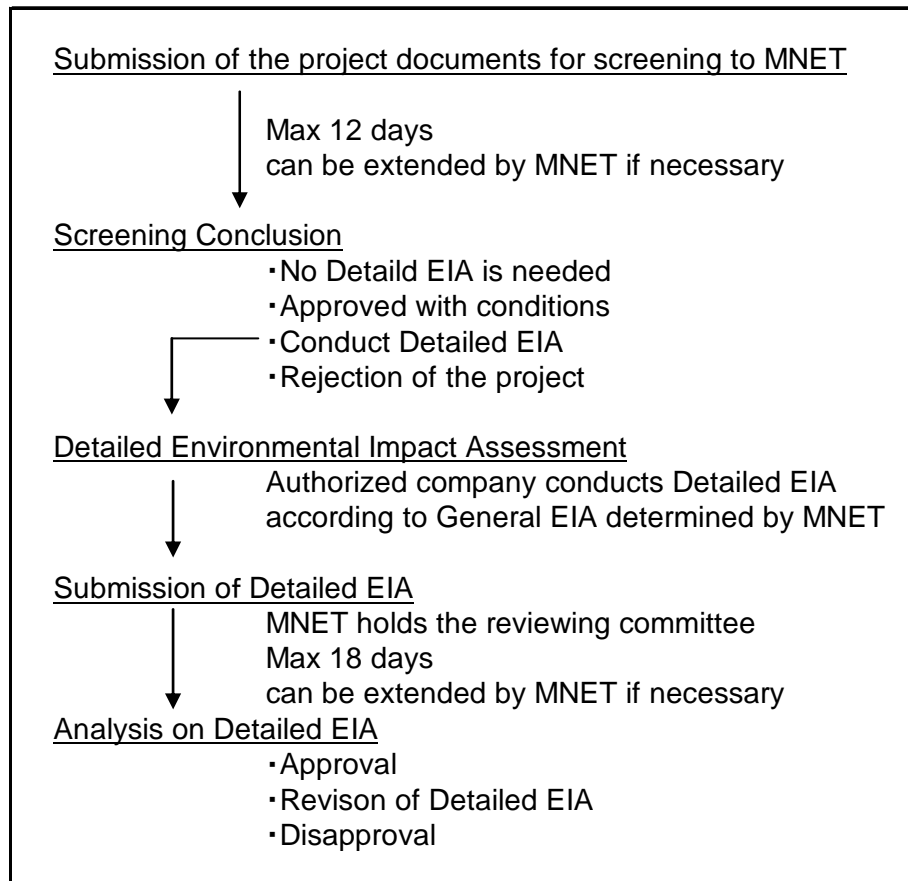 Submission of the project documents for screening to MNET
Max 12 days
can be extended by MNET if necessary
Screening Conclusion
・No Detaild EIA is needed
・Approved with conditions
・Conduct Detailed EIA
・Rejection of the project
Detailed Environmental Impact Assessment
Authorized company conducts Detailed EIA
according to General EIA determined by MNET
Submission of Detailed EIA
MNET holds the reviewing committee
Max 18 days
can be extended by MNET if necessary
Analysis on Detailed EIA
・Approval
・Revison of Detailed EIA
・Disapproval